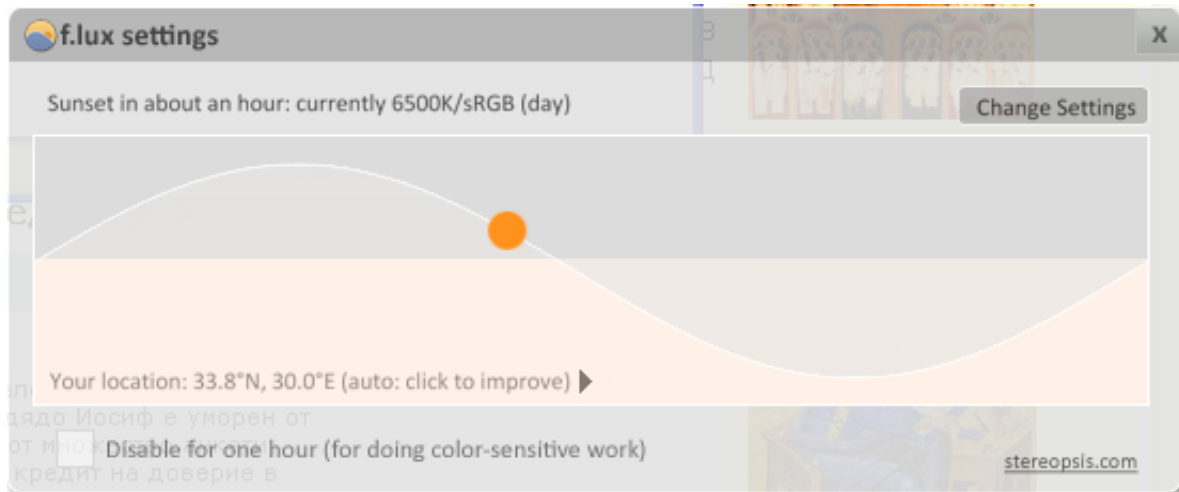 f.lux settings
x
В
Sunset in about an hour: currently 6500K/sRGB (day)
Д
Change Settings
Your location: 33.8°N, 30.0°E (auto: click to improve)
дядо Йосиф е уморен от
Disable for one hour (for doing color-sensitive work)
кредит на доверие в
stereopsis.com